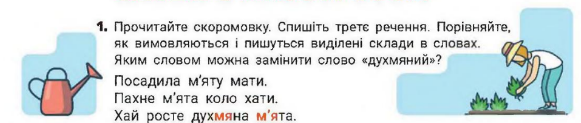 1. Прочитайте скоромовку. Спишіть третє речення. Порівняйте,
як вимовляються і пишуться виділені склади в словах.
Яким словом можна замінити слово «духмяний»?
Посадила м'яту мати.
Пахне м'ята коло хати.
Хай росте духмяна м'ята.